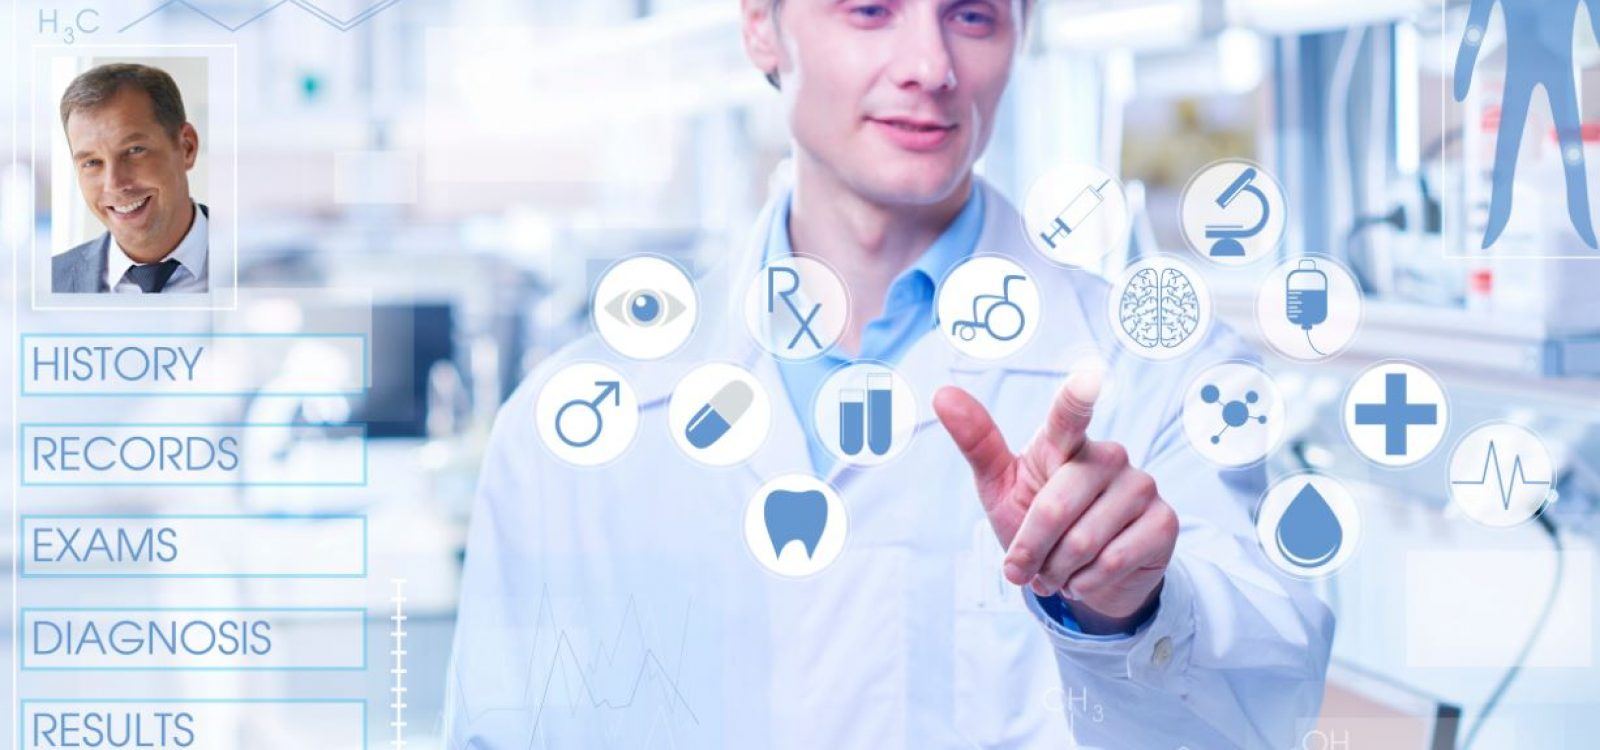 H3C
HISTORY
RECORDS
EXAMS
DIAGNOSIS
RESULTS
Rx
CH3
OH